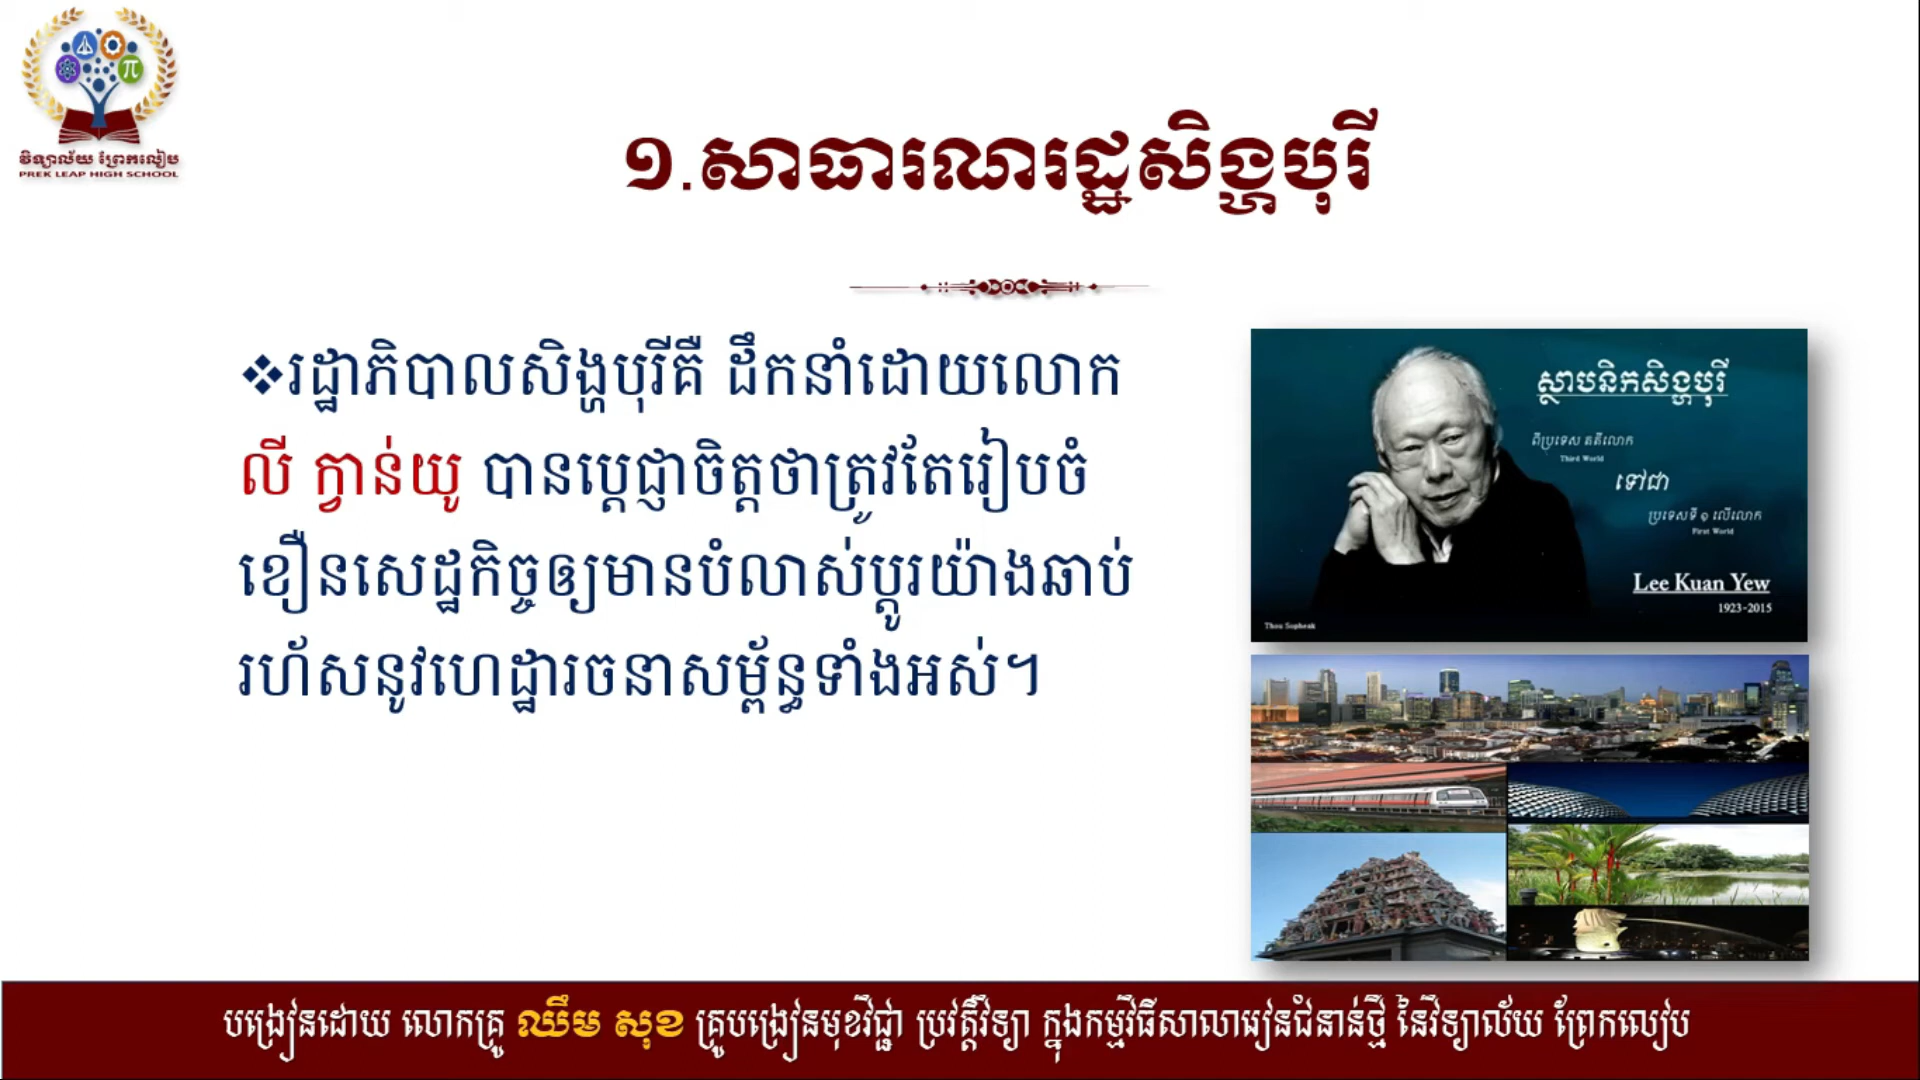 វិទ្យាល័យ ព្រែកលៀប
PREK LEAP HIGH SCHOOL
១.សាធារណរដ្ឋសិង្ហបុរី
❖រដ្ឋាភិបាលសិង្ហបុរីគឺ ដឹកនាំដោយលោក
លី ក្វាន់យូ បានប្ដេជ្ញាចិត្តថាត្រូវតែរៀបចំ
ខឿនសេដ្ឋកិច្ចឲ្យមានបំលាស់ប្ដូរយ៉ាងឆាប់
រហ័សនូវហេដ្ឋារចនាសម្ព័ន្ធទាំងអស់។
ស្ថាបនិកសិង្ហបុរី
ពីប្រទេស តតីលោក
Third World
ទៅជា
ប្រទេសទី ១ លើលោក
First World
Lee Kuan Yew
1923-2015
Thou Sopheak
បង្រៀនដោយ លោកគ្រូ ឈឹម សុខ គ្រូបង្រៀនមុខវិជ្ជា ប្រវត្តិវិទ្យា ក្នុងកម្មវិធីសាលារៀនជំនាន់ថ្មី នៃវិទ្យាល័យ ព្រែកលៀប